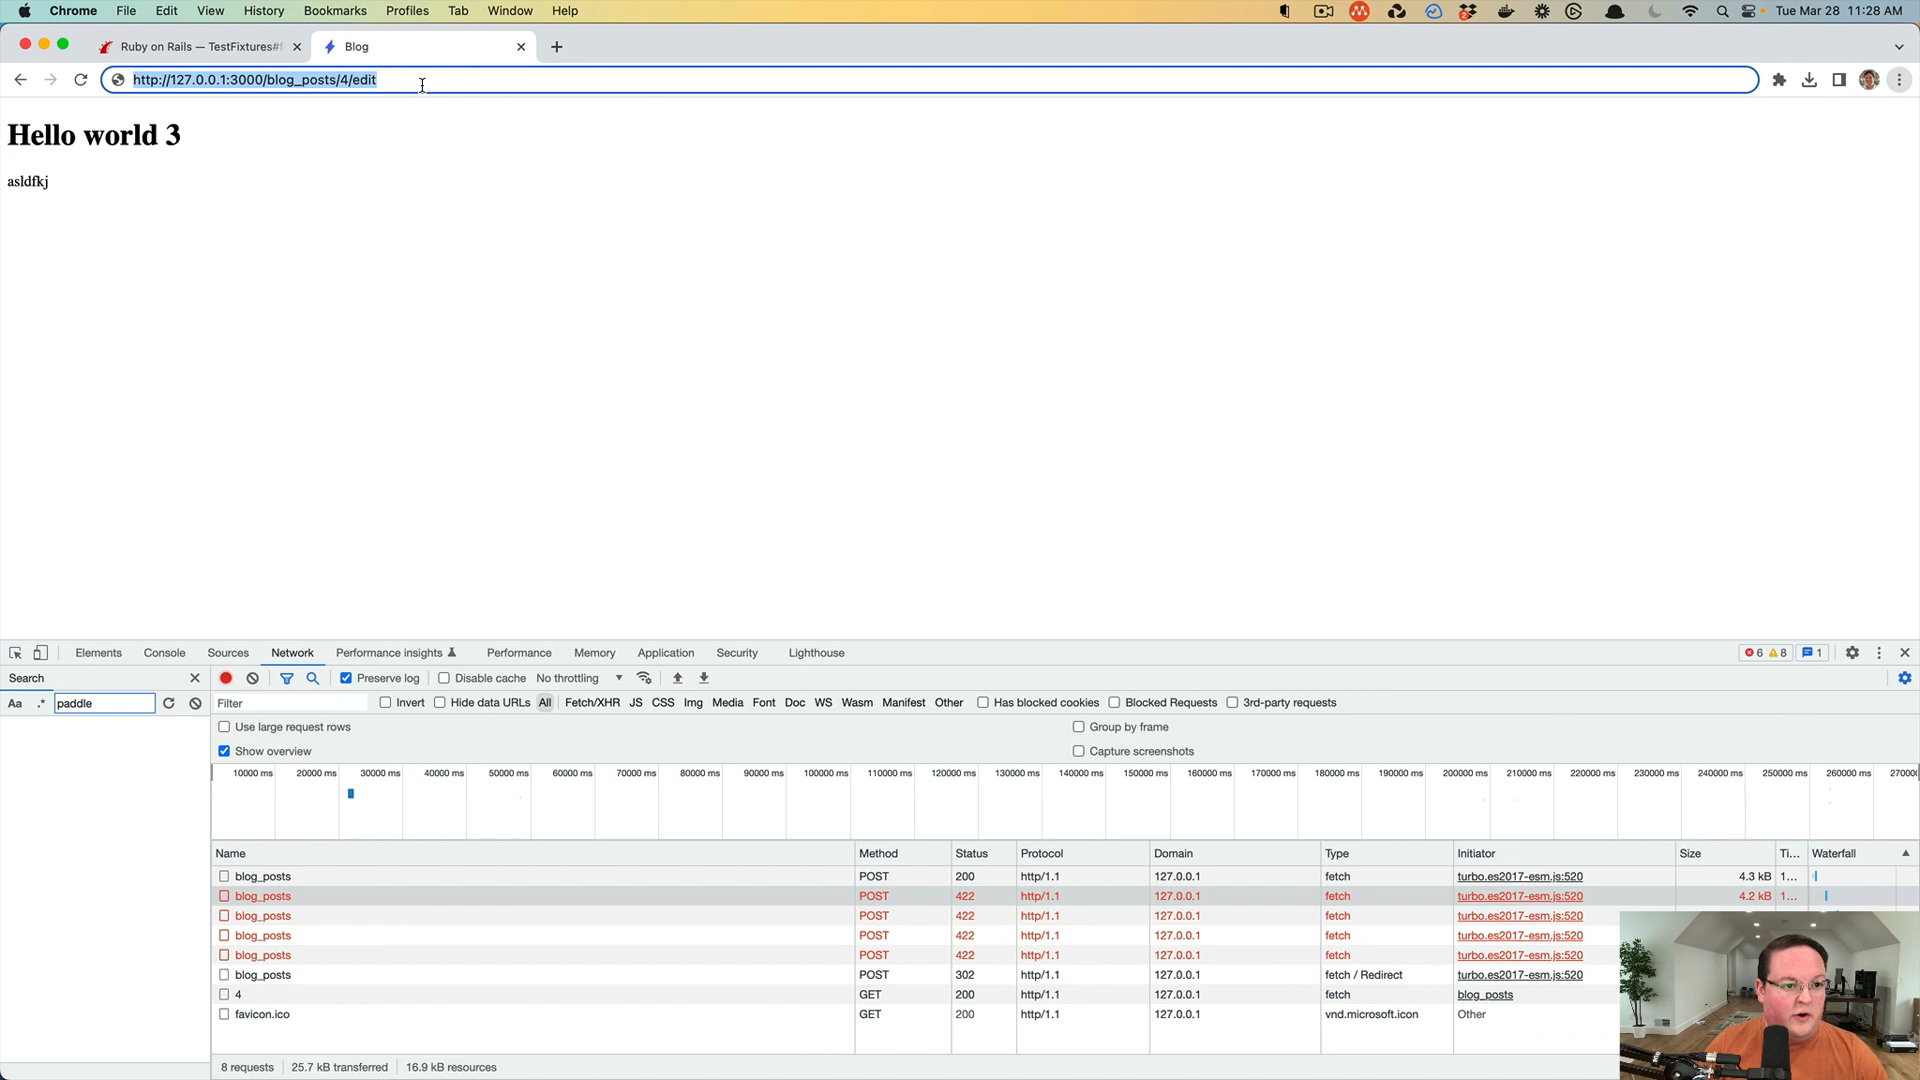 Chrome File Edit View History Bookmarks Profiles Tab Window Help Tue Mar 28 11:28 AM
Ruby on Rails — TestFixtures#f Blog
http://127.0.0.1:3000/blog_posts/4/edit
Hello world 3
asldfkj
Elements Console Sources Network Performance insights Performance Memory Application Security Lighthouse 6 8 1
Search Preserve log Disable cache No throttling
Aa .* paddle Filter Invert Hide data URLs All Fetch/XHR JS CSS Img Media Font Doc WS Wasm Manifest Other Has blocked cookies Blocked Requests 3rd-party requests
Use large request rows Group by frame
Show overview Capture screenshots
10000 ms 20000 ms 30000 ms 40000 ms 50000 ms 60000 ms 70000 ms 80000 ms 90000 ms 100000 ms 110000 ms 120000 ms 130000 ms 140000 ms 150000 ms 160000 ms 170000 ms 180000 ms 190000 ms 200000 ms 210000 ms 220000 ms 230000 ms 240000 ms 250000 ms 260000 ms 27000
Name Method Status Protocol Domain Type Initiator Size Ti... Waterfall
blog_posts POST 200 http/1.1 127.0.0.1 fetch turbo.es2017-esm.js:520 4.3 kB 1...
blog_posts POST 422 http/1.1 127.0.0.1 fetch turbo.es2017-esm.js:520 4.2 kB 1...
blog_posts POST 422 http/1.1 127.0.0.1 fetch turbo.es2017-esm.js:520
blog_posts POST 422 http/1.1 127.0.0.1 fetch turbo.es2017-esm.js:520
blog_posts POST 422 http/1.1 127.0.0.1 fetch turbo.es2017-esm.js:520
blog_posts POST 302 http/1.1 127.0.0.1 fetch / Redirect turbo.es2017-esm.js:520
4 GET 200 http/1.1 127.0.0.1 fetch blog_posts
favicon.ico GET 200 http/1.1 127.0.0.1 vnd.microsoft.icon Other
8 requests 25.7 kB transferred 16.9 kB resources